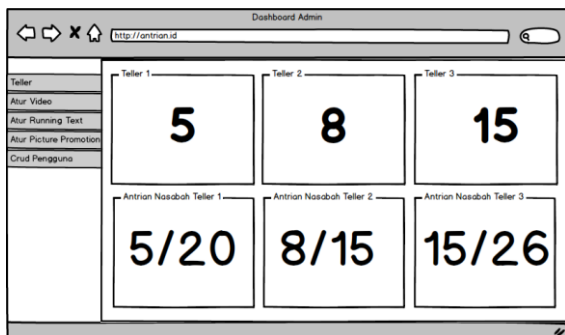 Dashboard Admin
http://antrian.id
Teller
Atur Video
Atur Running Text
Atur Picture Promotion
Crud Pengguna
Teller 1
5
Teller 2
8
Teller 3
15
Antrian Nasabah Teller 1
5/20
Antrian Nasabah Teller 2
8/15
Antrian Nasabah Teller 3
15/26